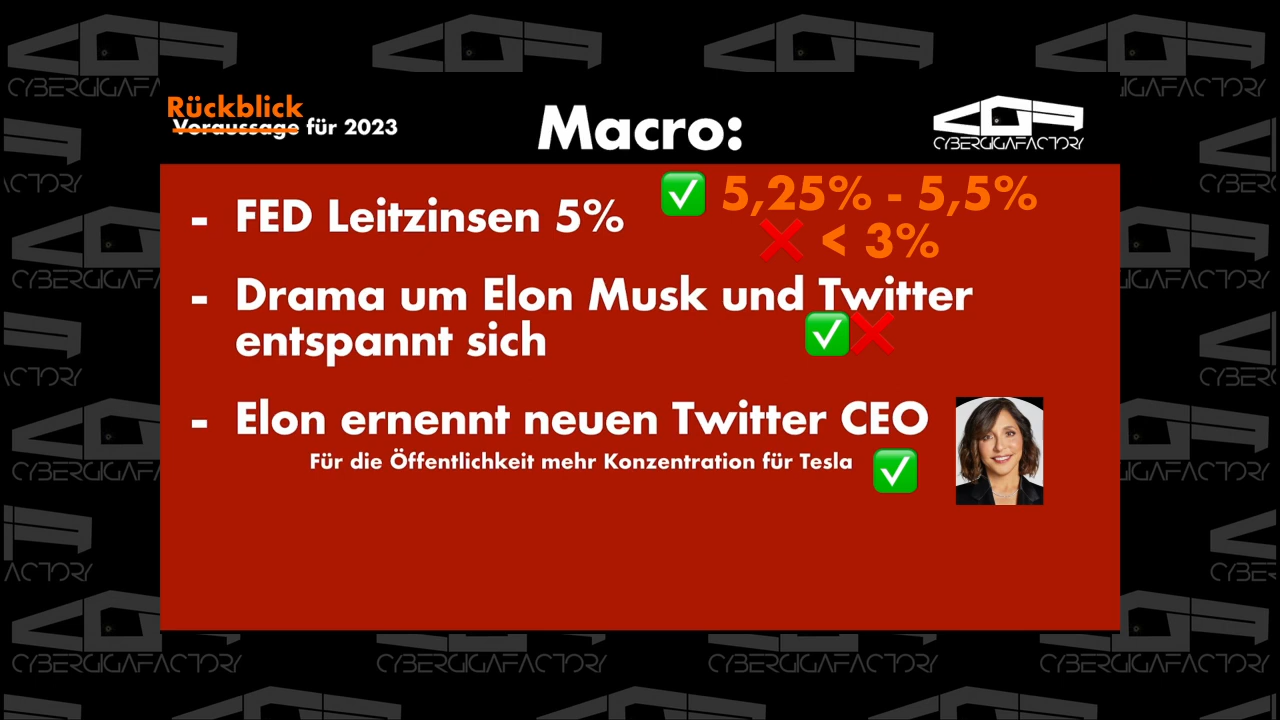 Rückblick
Voraussage für 2023
Macro:
CYBERGIGAFACTORY
- FED Leitzinsen 5%
✅ 5,25% - 5,5%
❌ < 3%
- Drama um Elon Musk und Twitter
entspannt sich
✅❌
- Elon ernennt neuen Twitter CEO
Für die Öffentlichkeit mehr Konzentration für Tesla ✅